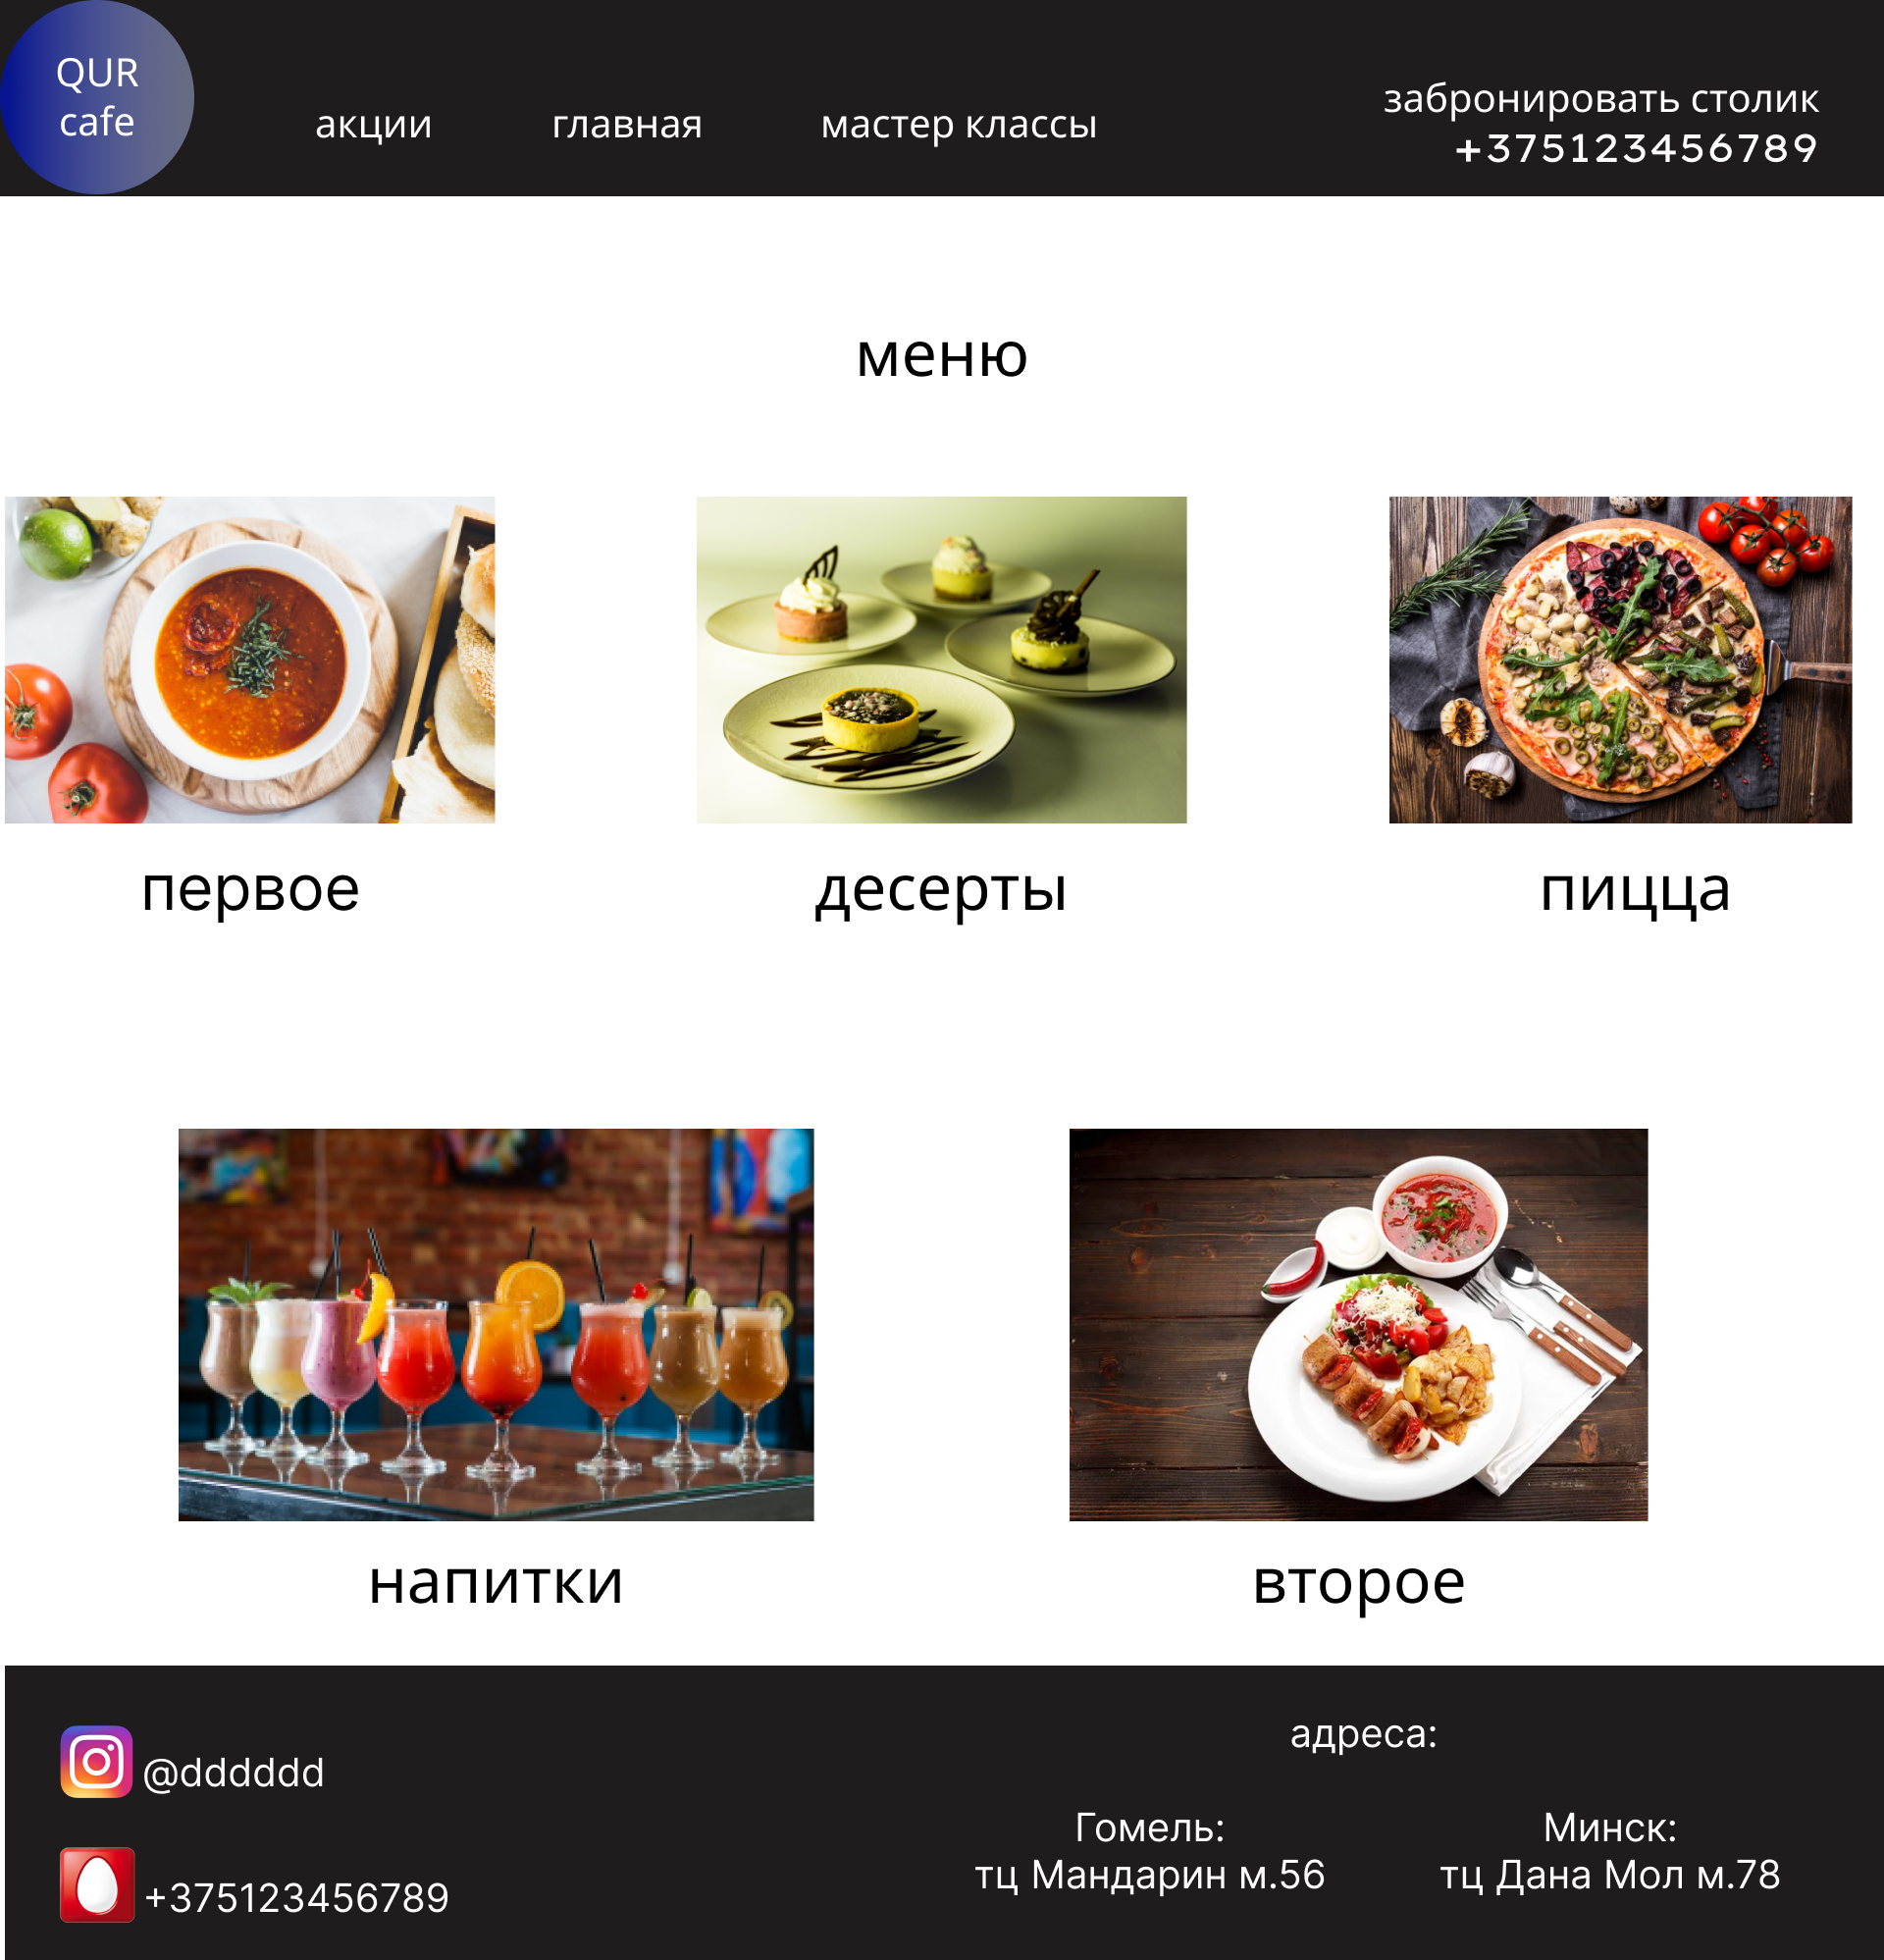 QUR
cafe
акции
главная
мастер классы
забронировать столик
+375123456789
меню
первое
десерты
пицца
напитки
второе
@dddddd
+375123456789
адреса:
Гомель:
тц Мандарин м.56
Минск:
тц Дана Мол м.78